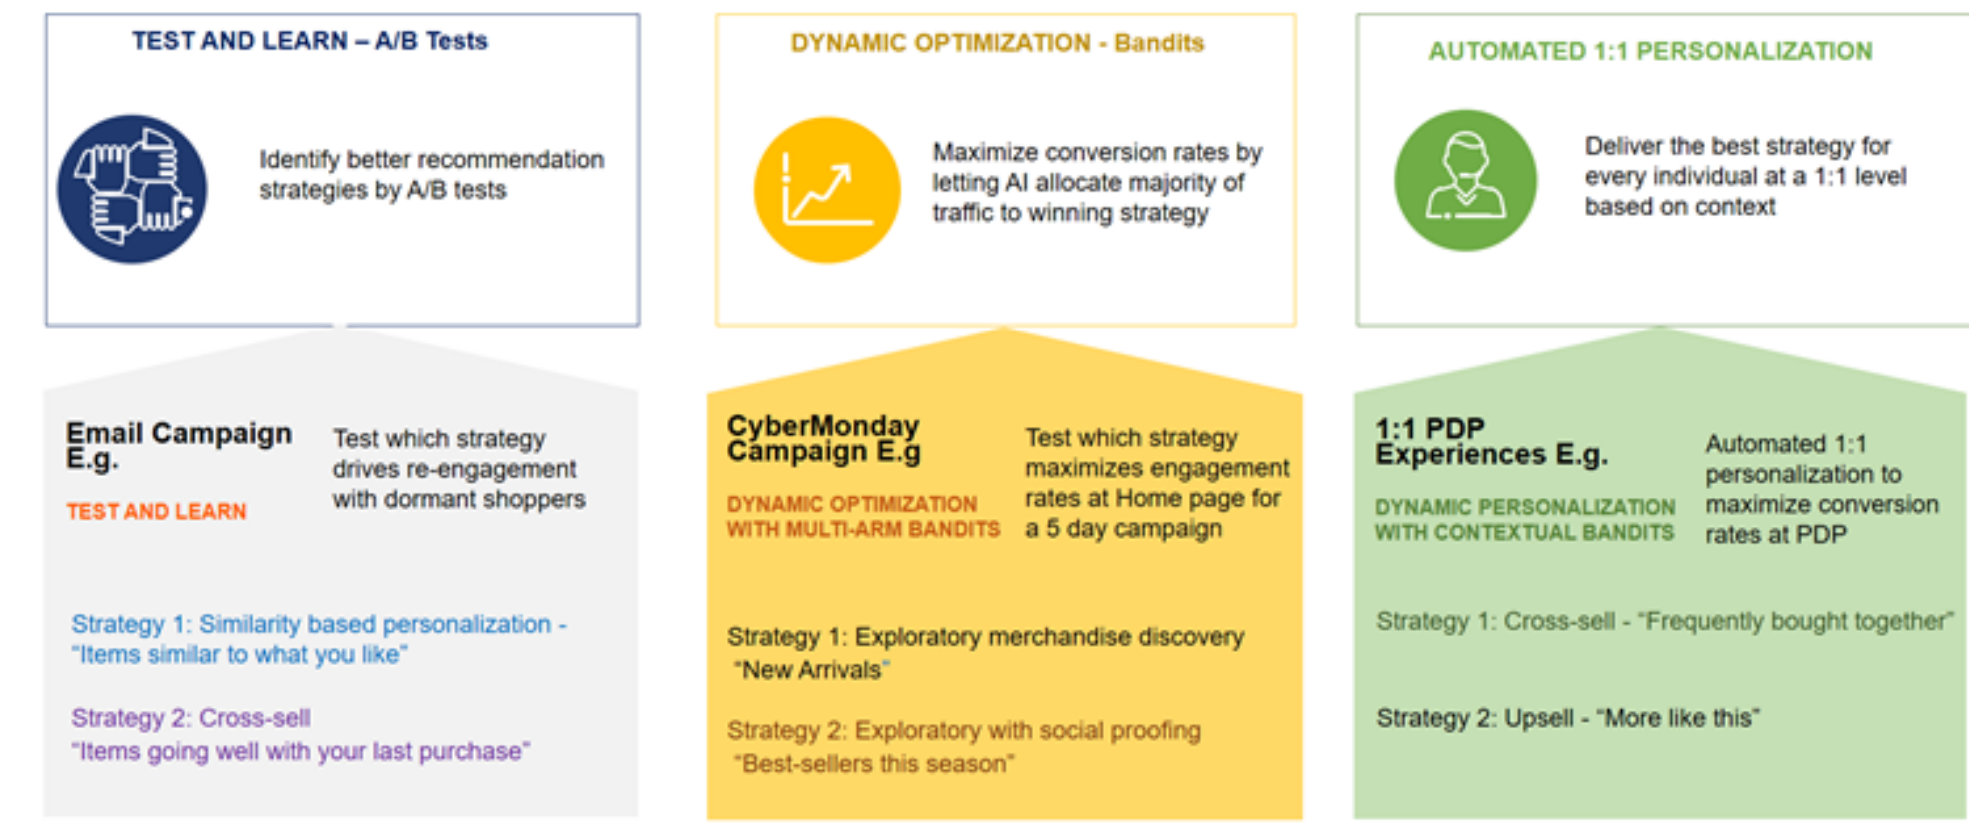 TEST AND LEARN – A/B Tests
Identify better recommendation
strategies by A/B tests
Email Campaign
E.g.
TEST AND LEARN
Test which strategy
drives re-engagement
with dormant shoppers
Strategy 1: Similarity based personalization -
"Items similar to what you like"
Strategy 2: Cross-sell
"Items going well with your last purchase"
DYNAMIC OPTIMIZATION - Bandits
Maximize conversion rates by
letting AI allocate majority of
traffic to winning strategy
CyberMonday
Campaign E.g
DYNAMIC OPTIMIZATION
WITH MULTI-ARM BANDITS
Test which strategy
maximizes engagement
rates at Home page for
a 5 day campaign
Strategy 1: Exploratory merchandise discovery
"New Arrivals"
Strategy 2: Exploratory with social proofing
"Best-sellers this season"
AUTOMATED 1:1 PERSONALIZATION
Deliver the best strategy for
every individual at a 1:1 level
based on context
1:1 PDP
Experiences E.g.
DYNAMIC PERSONALIZATION
WITH CONTEXTUAL BANDITS
Automated 1:1
personalization to
maximize conversion
rates at PDP
Strategy 1: Cross-sell - "Frequently bought together"
Strategy 2: Upsell - "More like this"